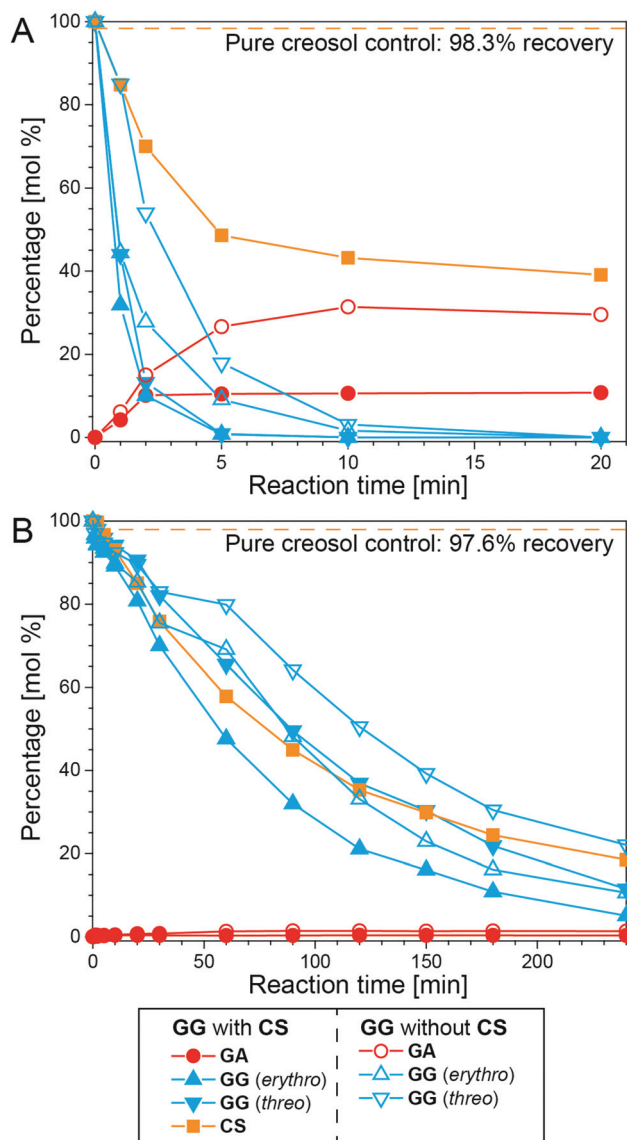 A
Pure creosol control: 98.3% recovery
Percentage [mol %]
100
80
60
40
20
0
0 5 10 15 20
Reaction time [min]
B
Pure creosol control: 97.6% recovery
Percentage [mol %]
100
80
60
40
20
0
0 50 100 150 200
Reaction time [min]
GG with CS
GA
GG (erythro)
GG (threo)
CS
GG without CS
GA
GG (erythro)
GG (threo)